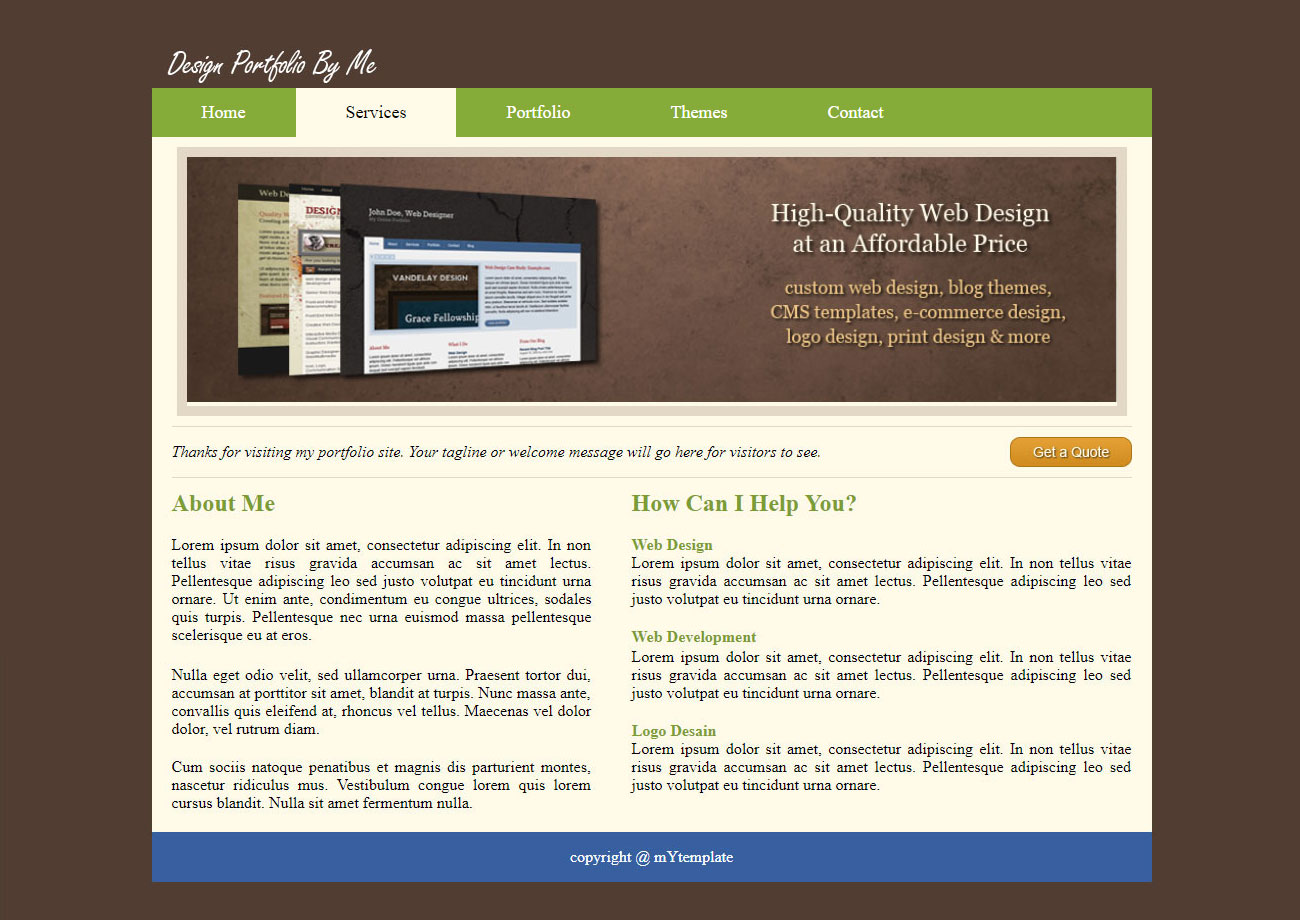 Design Portfolio By Me
Home Services Portfolio Themes Contact
Web De
DESIGN
John Doe, Web Designer
VANDELAY DESIGN
Grace Fellowship
About Me
What I Do
High-Quality Web Design
at an Affordable Price
custom web design, blog themes,
CMS templates, e-commerce design,
logo design, print design & more
Thanks for visiting my portfolio site. Your tagline or welcome message will go here for visitors to see.
Get a Quote
About Me
Lorem ipsum dolor sit amet, consectetur adipiscing elit. In non
tellus vitae risus gravida accumsan ac sit amet lectus.
Pellentesque adipiscing leo sed justo volutpat eu tincidunt urna
ornare. Ut enim ante, condimentum eu congue ultrices, sodales
quis turpis. Pellentesque nec urna euismod massa pellentesque
scelerisque eu at eros.
Nulla eget odio velit, sed ullamcorper urna. Praesent tortor dui,
accumsan at porttitor sit amet, blandit at turpis. Nunc massa ante,
convallis quis eleifend at, rhoncus vel tellus. Maecenas vel dolor
dolor, vel rutrum diam.
Cum sociis natoque penatibus et magnis dis parturient montes,
nascetur ridiculus mus. Vestibulum congue lorem quis lorem
cursus blandit. Nulla sit amet fermentum nulla.
How Can I Help You?
Web Design
Lorem ipsum dolor sit amet, consectetur adipiscing elit. In non tellus vitae
risus gravida accumsan ac sit amet lectus. Pellentesque adipiscing leo sed
justo volutpat eu tincidunt urna ornare.
Web Development
Lorem ipsum dolor sit amet, consectetur adipiscing elit. In non tellus vitae
risus gravida accumsan ac sit amet lectus. Pellentesque adipiscing leo sed
justo volutpat eu tincidunt urna ornare.
Logo Desain
Lorem ipsum dolor sit amet, consectetur adipiscing elit. In non tellus vitae
risus gravida accumsan ac sit amet lectus. Pellentesque adipiscing leo sed
justo volutpat eu tincidunt urna ornare.
copyright @ mYtemplate